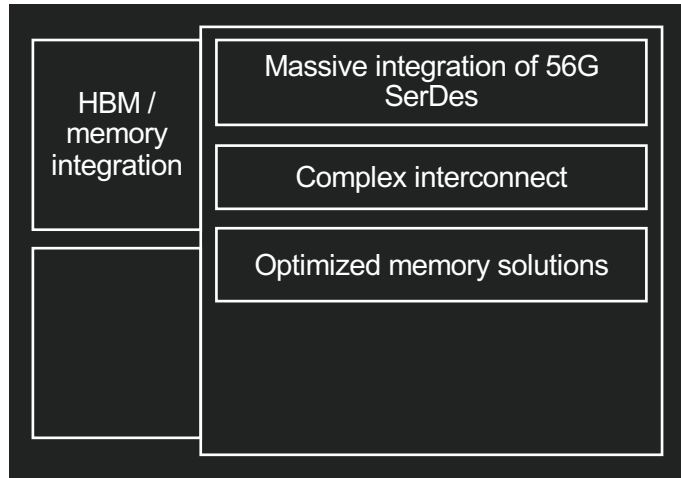 HBM /
memory
integration
Massive integration of 56G
SerDes
Complex interconnect
Optimized memory solutions